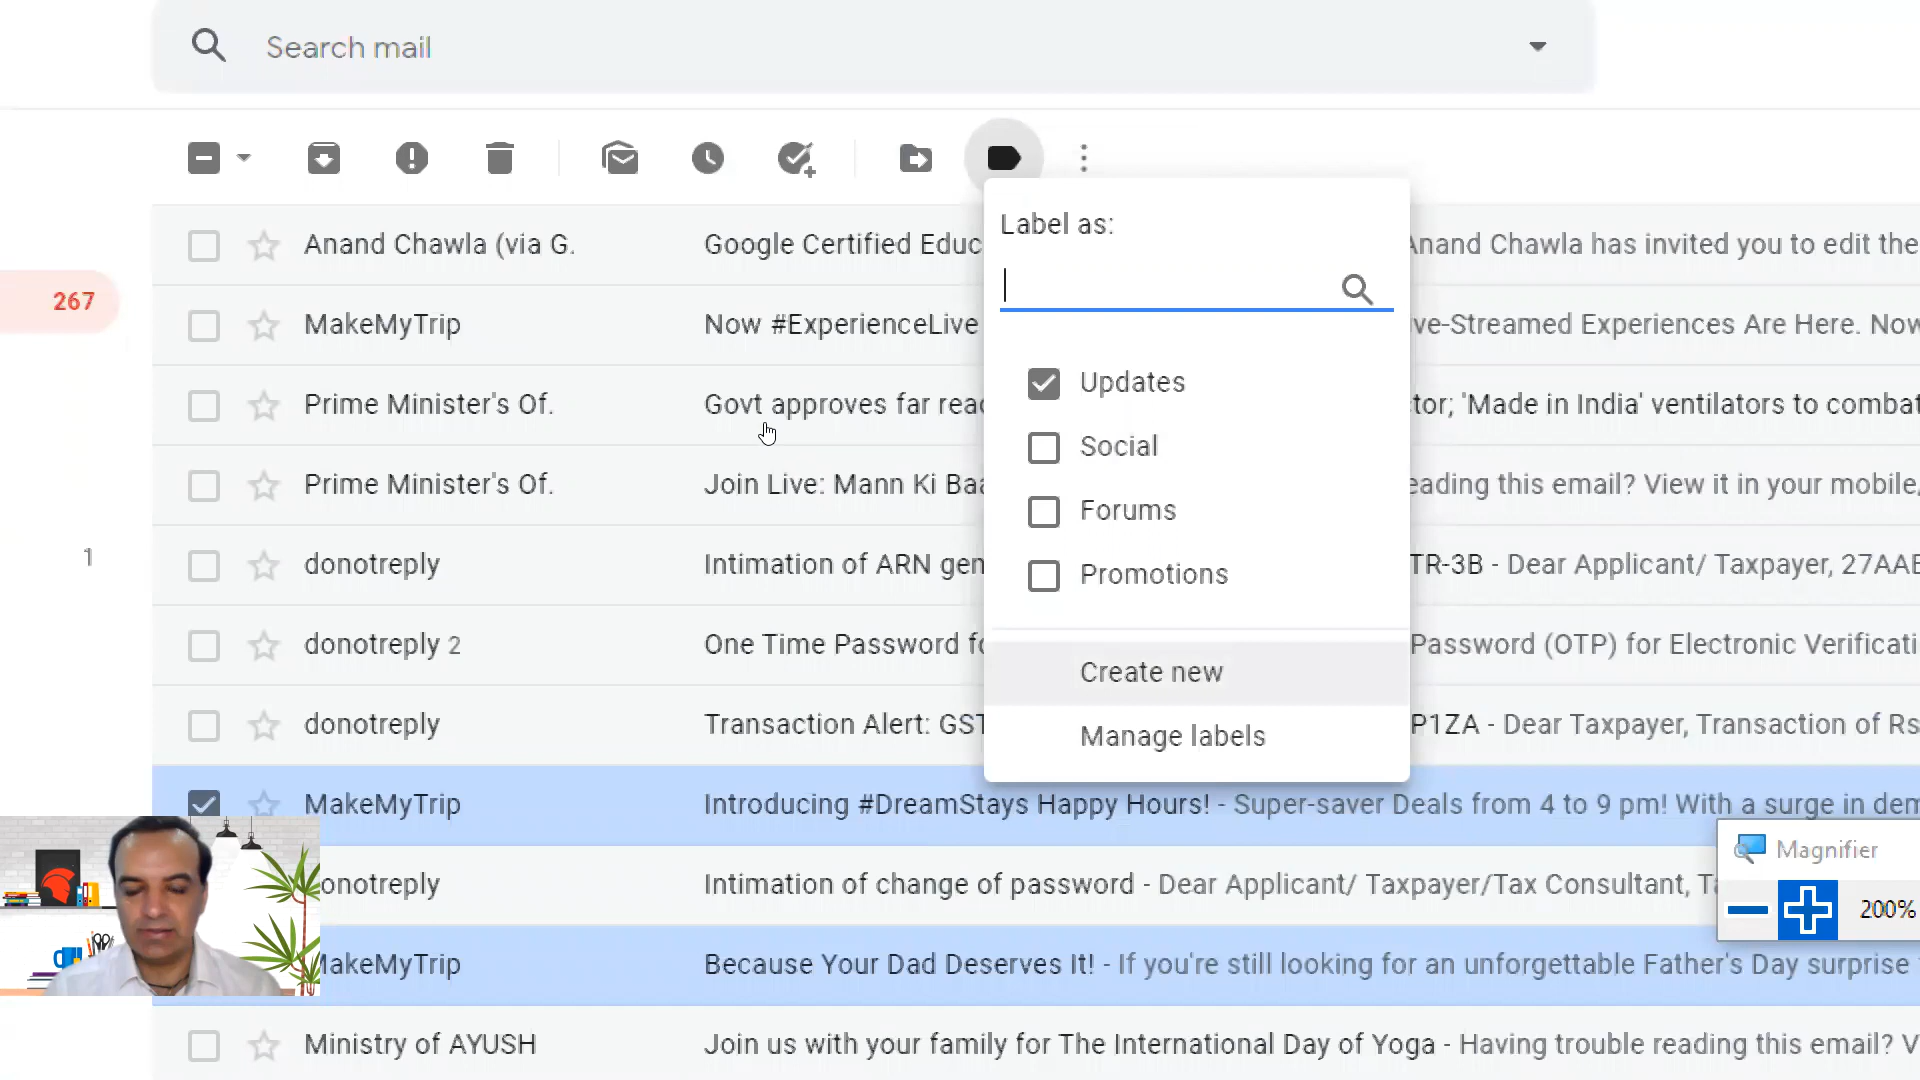 Search mail
Label as:
Updates
Social
Forums
Promotions
Create new
Manage labels
267
1
Anand Chawla (via G. Google Certified Educ Anand Chawla has invited you to edit the
MakeMyTrip Now #ExperienceLive ve-Streamed Experiences Are Here. Now
Prime Minister's Of. Govt approves far reac tor; 'Made in India' ventilators to combat
Prime Minister's Of. Join Live: Mann Ki Baa eading this email? View it in your mobile,
donotreply Intimation of ARN gen TR-3B - Dear Applicant/ Taxpayer, 27AAB
donotreply 2 One Time Password fo Password (OTP) for Electronic Verificati
donotreply Transaction Alert: GST P1ZA - Dear Taxpayer, Transaction of Rs
MakeMyTrip Introducing #DreamStays Happy Hours! - Super-saver Deals from 4 to 9 pm! With a surge in dem
onotreply Intimation of change of password - Dear Applicant/ Taxpayer/Tax Consultant, Ta
MakeMyTrip Because Your Dad Deserves It! - If you're still looking for an unforgettable Father's Day surprise
Ministry of AYUSH Join us with your family for The International Day of Yoga - Having trouble reading this email? V
Magnifier
200%